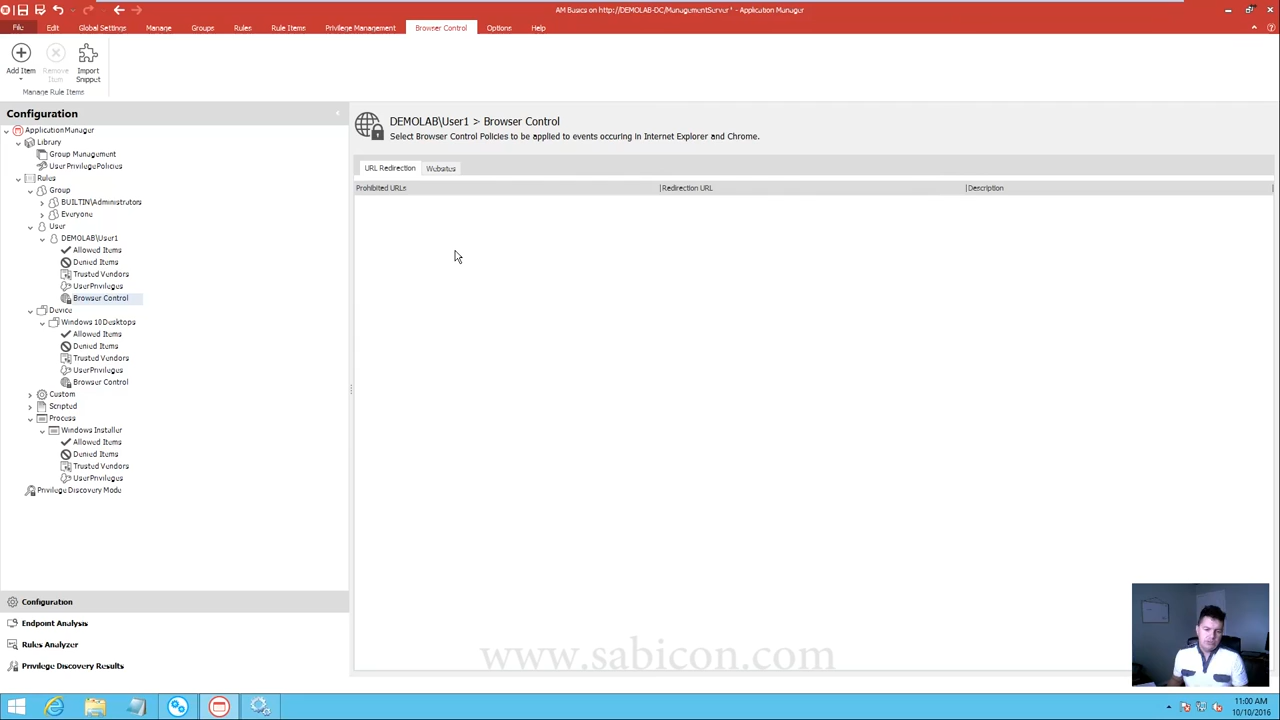 AM Basics on http://DEMOLAB-DC/ManagementServer* - Application Manager
File Edit Global Settings Manage Groups Rules Rule Items Privilege Management Browser Control Options Help
Add Item
Remove Item
Import Snippet
Manage Rule Items
Configuration
ApplicationManager
Library
Group Management
User Privilege Policies
Rules
Group
BUILTIN\Administrators
Everyone
User
DEMOLAB\User1
Allowed Items
Denied Items
Trusted Vendors
User Privileges
Browser Control
Device
Windows 10 Desktops
Allowed Items
Denied Items
Trusted Vendors
User Privileges
Browser Control
Custom
Scripted
Process
Windows Installer
Allowed Items
Denied Items
Trusted Vendors
User Privileges
Privilege Discovery Mode
Configuration
Endpoint Analysis
Rules Analyzer
Privilege Discovery Results
DEMOLAB\User1 > Browser Control
Select Browser Control Policies to be applied to events occuring in Internet Explorer and Chrome.
URL Redirection Websites
Prohibited URLs Redirection URL Description
www.sabicon.com
11:00 AM
10/10/2016